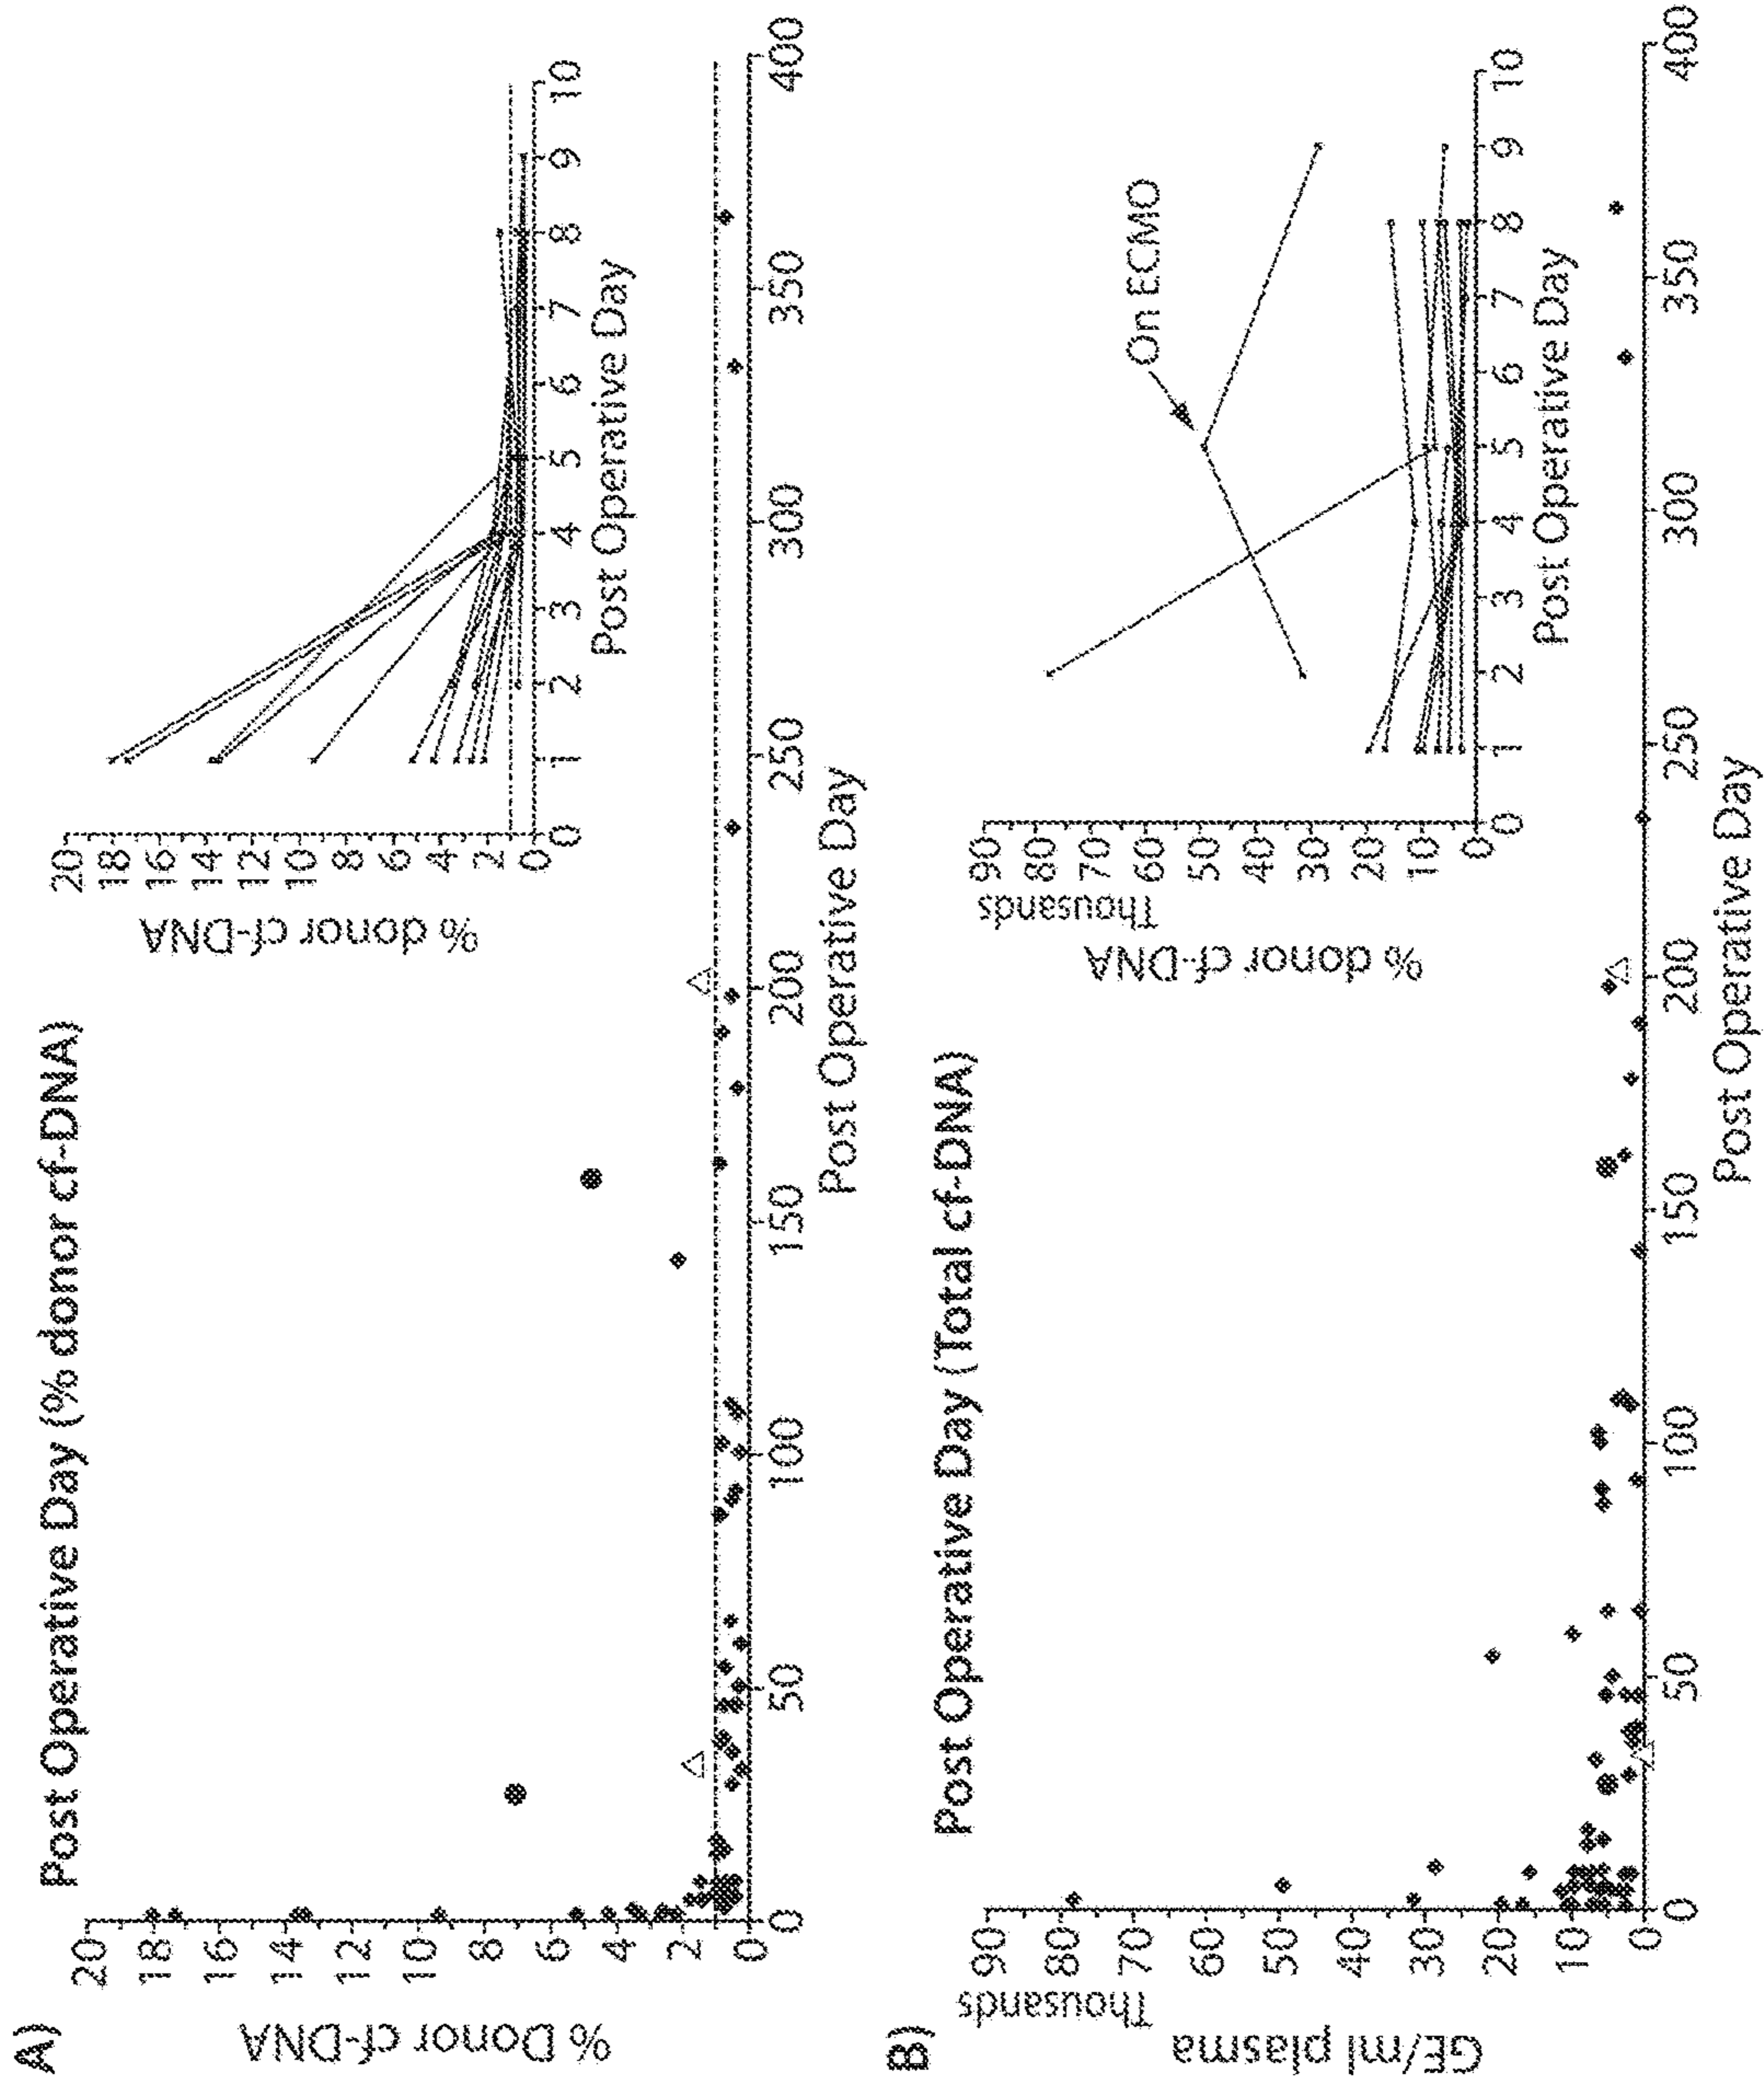 A)
Post Operative Day (% donor cf-DNA)
% Donor cf-DNA
20
18
16
14
12
10
8
6
4
2
0
0 50 100 150 200 250 300 350 400
Post Operative Day
% donor cf-DNA
20
18
16
14
12
10
8
6
4
2
0
0 1 2 3 4 5 6 7 8 9 10
Post Operative Day
B)
Post Operative Day (Total cf-DNA)
GE/ml plasma
Thousands
90
80
70
60
50
40
30
20
10
0
0 50 100 150 200 250 300 350 400
Post Operative Day
% donor cf-DNA
Thousands
90
80
70
60
50
40
30
20
10
0
On ECMO
0 1 2 3 4 5 6 7 8 9 10
Post Operative Day